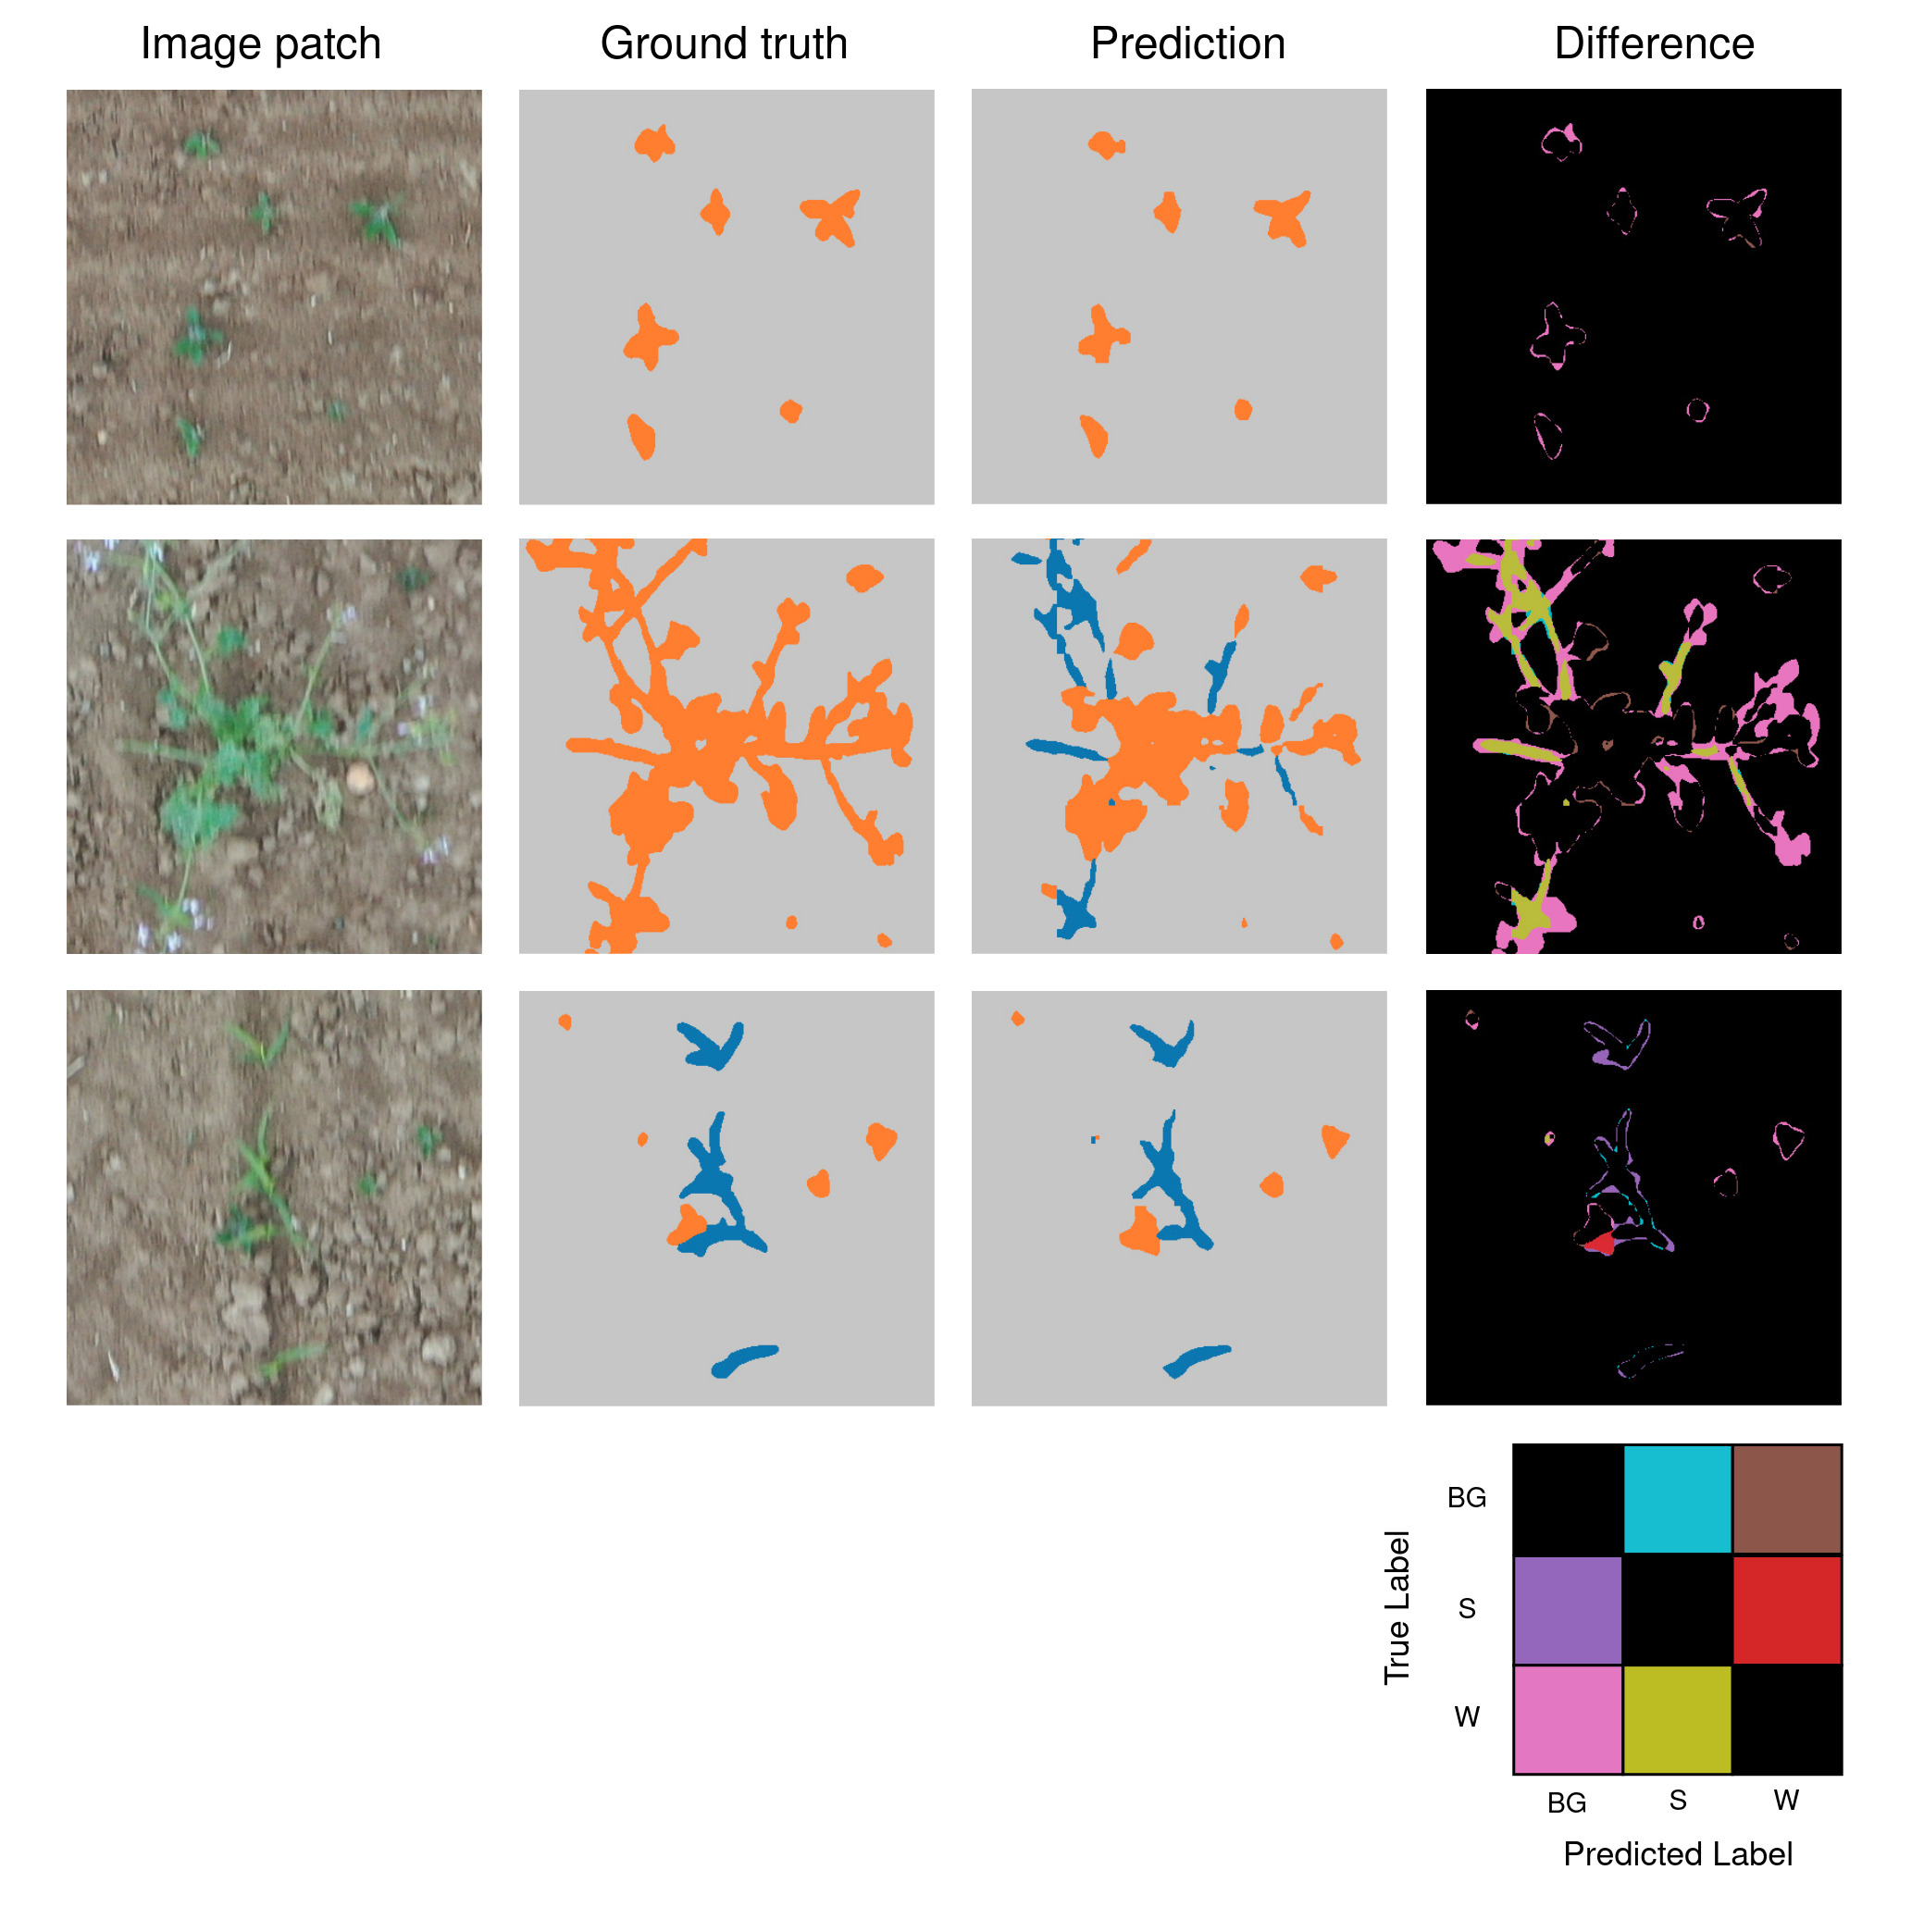 Image patch
Ground truth
Prediction
Difference
True Label
BG
S
W
BG
S
W
Predicted Label